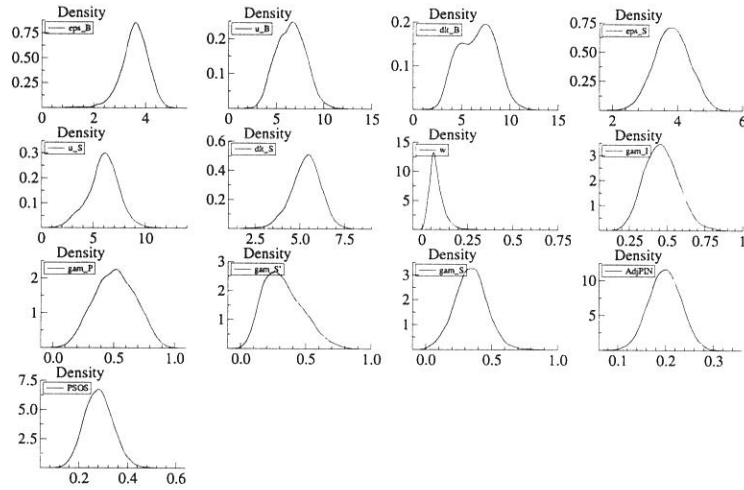 Density Density Density Density
eps_B u_B dlt_B eps_S
0.75 0.2 0.2 0.75
0.50 0.1 0.50
0.25 0.25
0 2 4 0 5 10 15 0 5 10 15 2 4 6
Density Density Density Density
u_S dlt_S w gam_I
0.3 0.6 15 3
0.2 0.4 10 2
0.1 0.2 5 1
0 5 10 2.5 5.0 7.5 0 0.25 0.50 0.75 0.25 0.50 0.75 1
Density Density Density Density
gam_P gam_S' gam_S AdjPIN
2 3 3 10
1 2 2 5
1 1
0.0 0.5 1.0 0.0 0.5 1.0 0.0 0.5 1.0 0.1 0.2 0.3
Density
PSOS
7.5
5.0
2.5
0.2 0.4 0.6